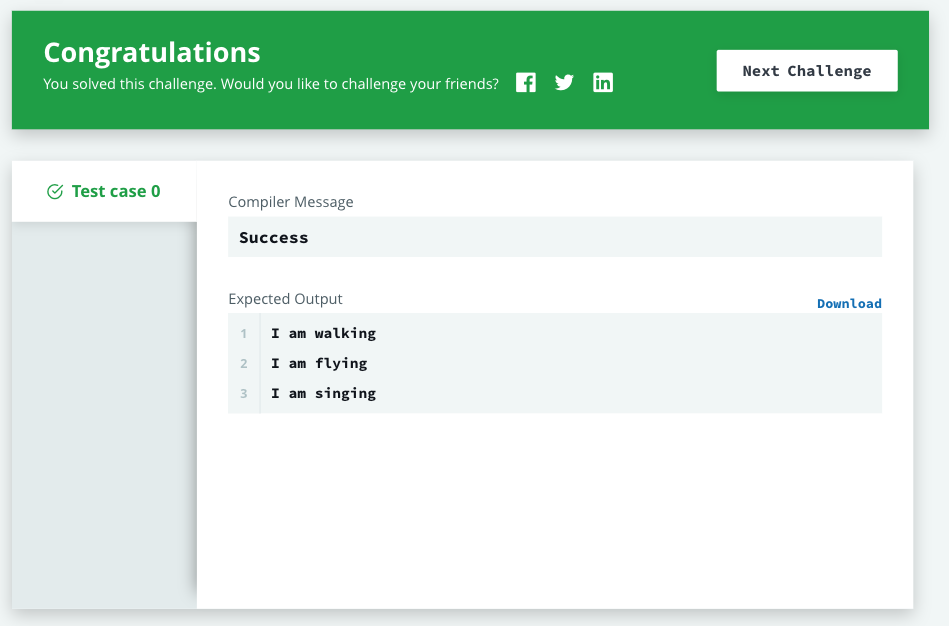 Congratulations
You solved this challenge. Would you like to challenge your friends?
Next Challenge
Test case 0
Compiler Message
Success
Expected Output
Download
1 I am walking
2 I am flying
3 I am singing